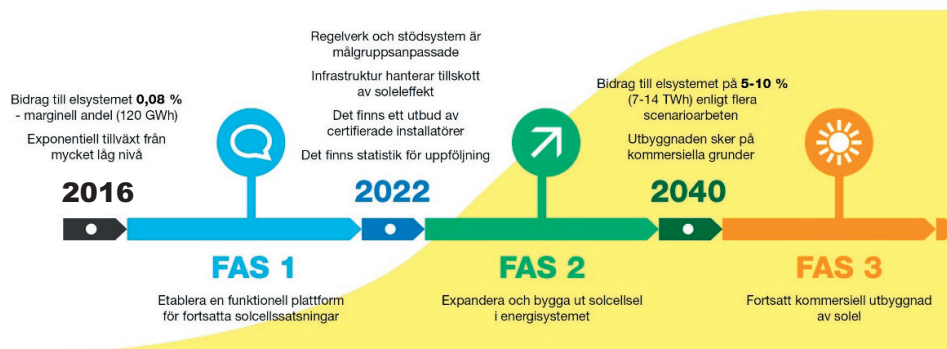 Bidrag till elsystemet 0,08 %
- marginell andel (120 GWh)
Exponentiell tillväxt från
mycket låg nivå
2016
FAS 1
Etablera en funktionell plattform
för fortsatta solcellssatsningar
Regelverk och stödsystem är
målgruppsanpassade
Infrastruktur hanterar tillskott
av soleleffekt
Det finns ett utbud av
certifierade installatörer
Det finns statistik för uppföljning
2022
FAS 2
Expandera och bygga ut solcellsel
i energisystemet
Bidrag till elsystemet på 5-10 %
(7-14 TWh) enligt flera
scenarioarbeten
Utbyggnaden sker på
kommersiella grunder
2040
FAS 3
Fortsatt kommersiell utbyggnad
av solel